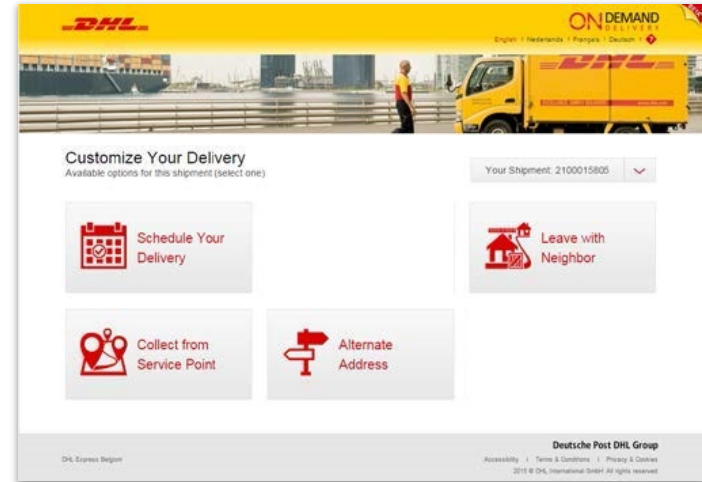 DHL
ON DEMAND
DELIVERY
BETA
English | Nederlands | Français | Deutsch | ?
DHL
Customize Your Delivery
Available options for this shipment (select one)
Your Shipment: 2100015805
Schedule Your
Delivery
Leave with
Neighbor
Collect from
Service Point
Alternate
Address
Deutsche Post DHL Group
DHL Express Belgium
Accessibility | Terms & Conditions | Privacy & Cookies
2015 © DHL International GmbH. All rights reserved